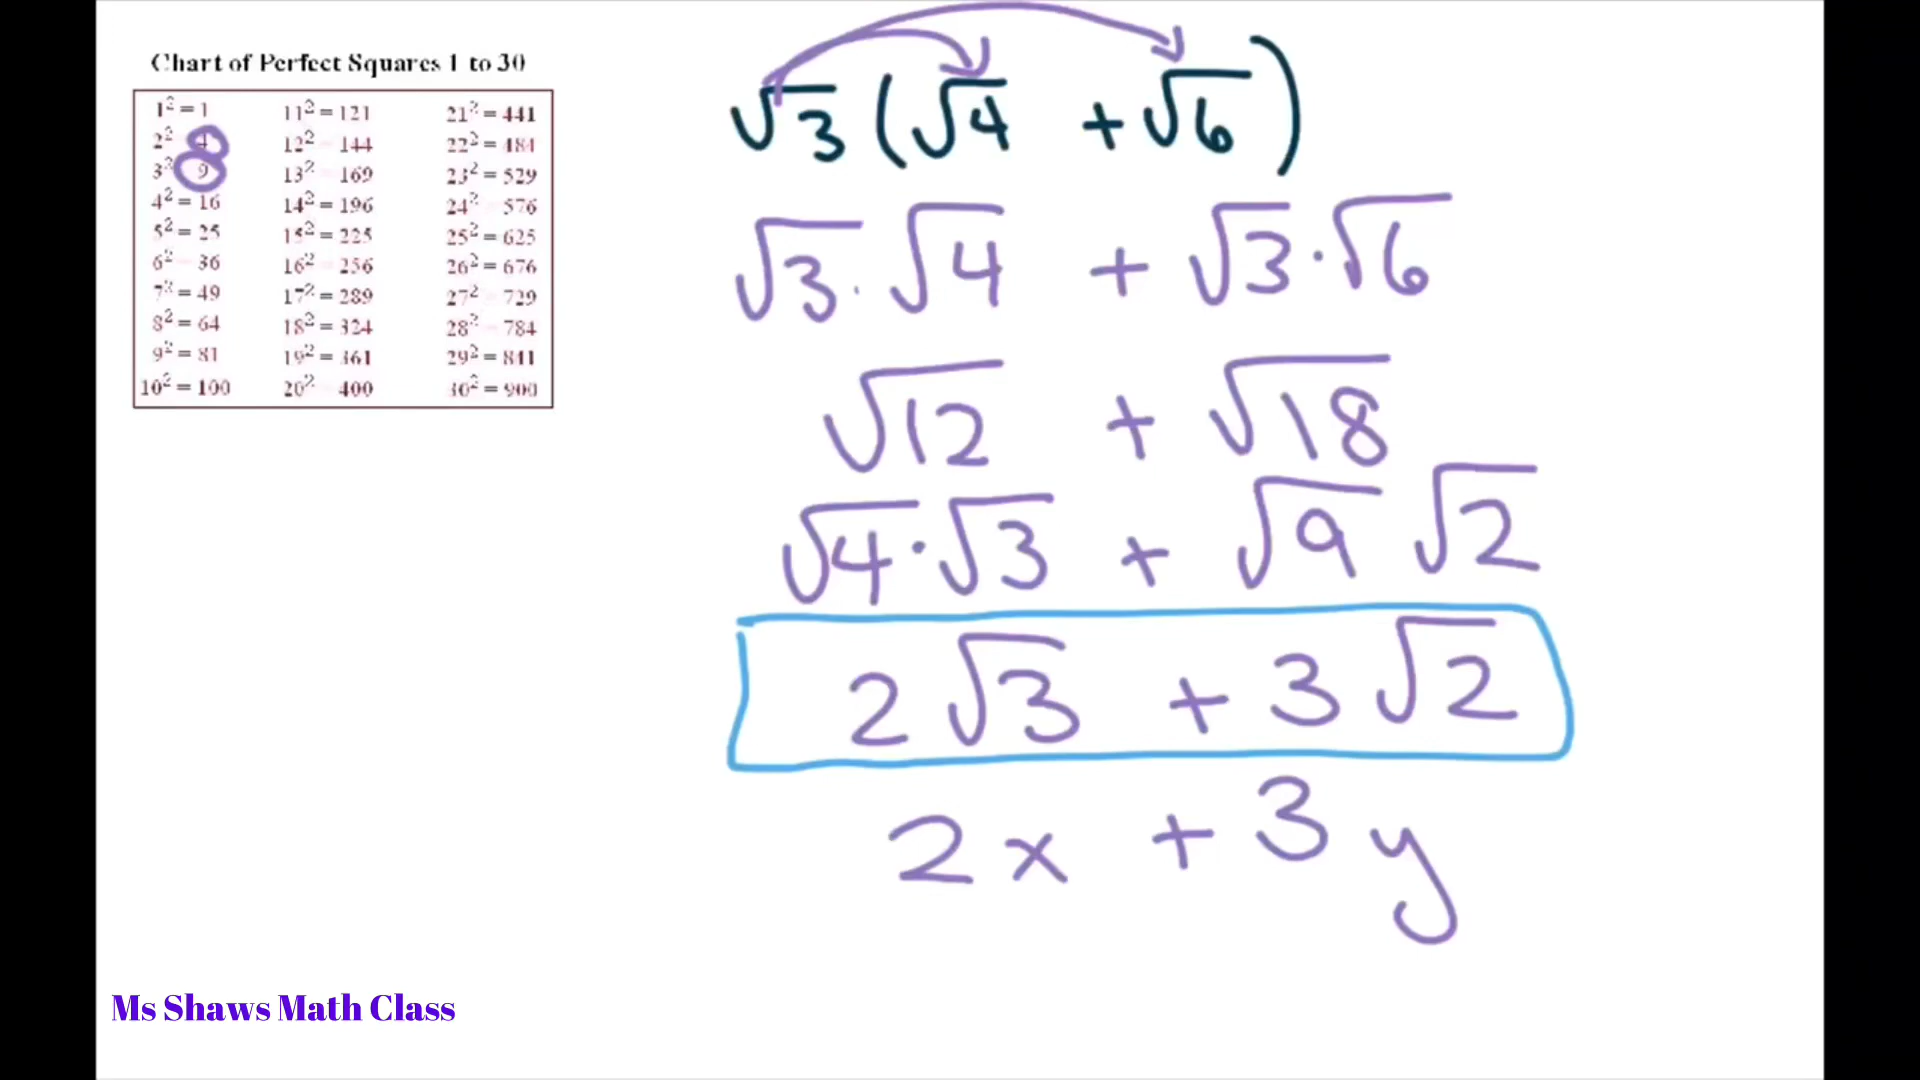 Chart of Perfect Squares 1 to 30
1² = 1 11² = 121 21² = 441
2² 4 12² = 144 22² = 484
3² 9 13² = 169 23² = 529
4² = 16 14² = 196 24² = 576
5² = 25 15² = 225 25² = 625
6² = 36 16² = 256 26² = 676
7² = 49 17² = 289 27² = 729
8² = 64 18² = 324 28² = 784
9² = 81 19² = 361 29² = 841
10² = 100 20² = 400 30² = 900
√3 (√4 + √6)
√3 · √4 + √3 · √6
√12 + √18
√4 · √3 + √9 √2
2 √3 + 3 √2
2x + 3y
Ms Shaws Math Class